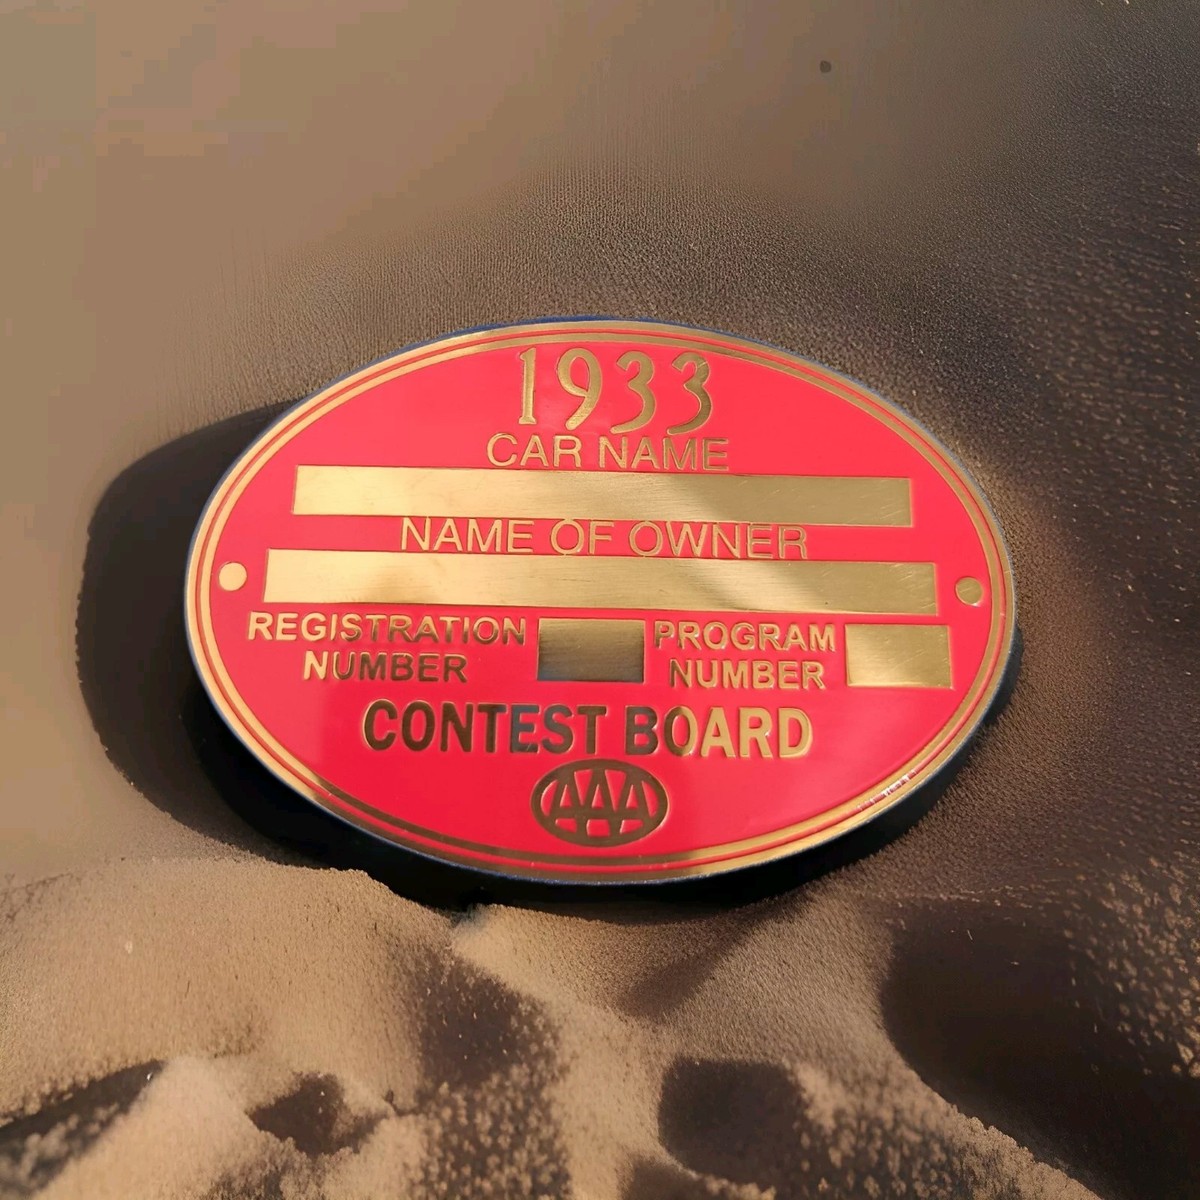 1933
CAR NAME
NAME OF OWNER
REGISTRATION NUMBER
PROGRAM NUMBER
CONTEST BOARD
AAA